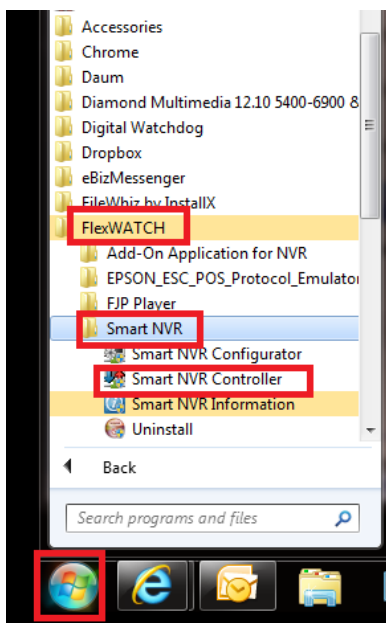 Accessories
Chrome
Daum
Diamond Multimedia 12.10 5400-6900 8
Digital Watchdog
Dropbox
eBizMessenger
FileWhiz by InstallX
FlexWATCH
Add-On Application for NVR
EPSON_ESC_POS_Protocol_Emulator
FJP Player
Smart NVR
Smart NVR Configurator
Smart NVR Controller
Smart NVR Information
Uninstall
Back
Search programs and files